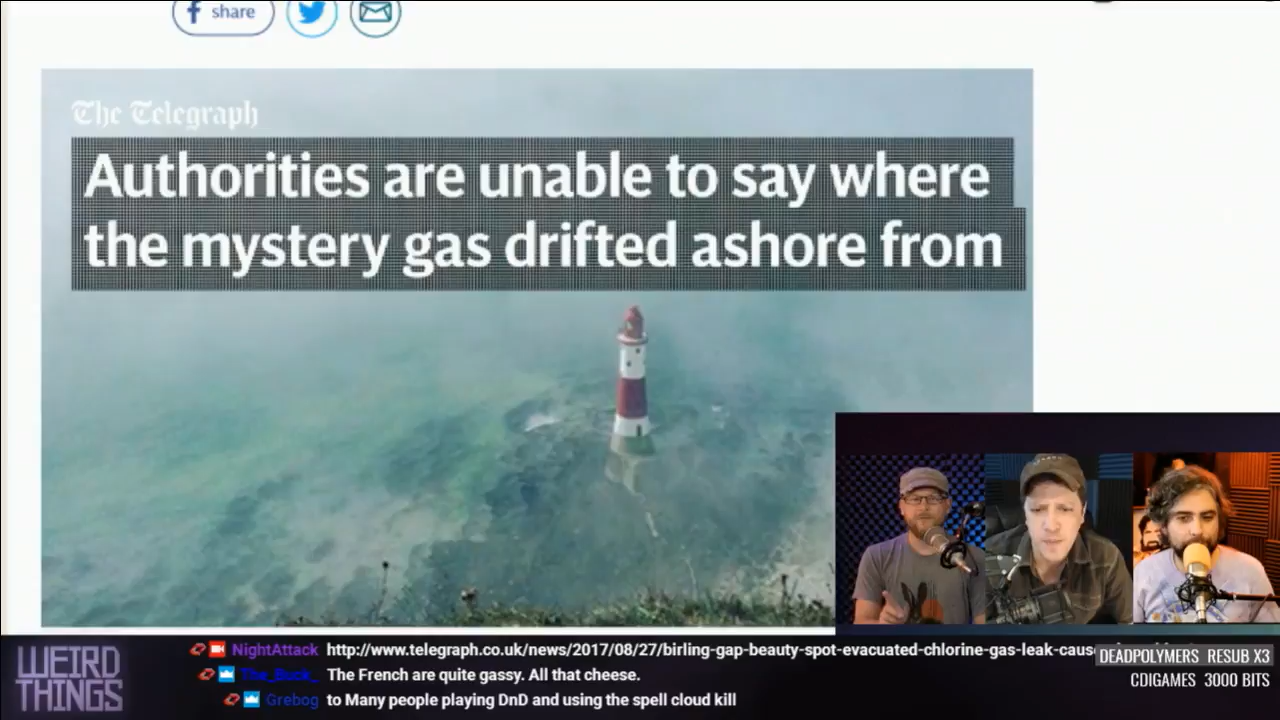 share
The Telegraph
Authorities are unable to say where
the mystery gas drifted ashore from
WEIRD
THINGS
NightAttack http://www.telegraph.co.uk/news/2017/08/27/birling-gap-beauty-spot-evacuated-chlorine-gas-leak-caus
The_Buck_ The French are quite gassy. All that cheese.
Grebog to Many people playing DnD and using the spell cloud kill
DEADPOLYMERS RESUB X3
CDIGAMES 3000 BITS